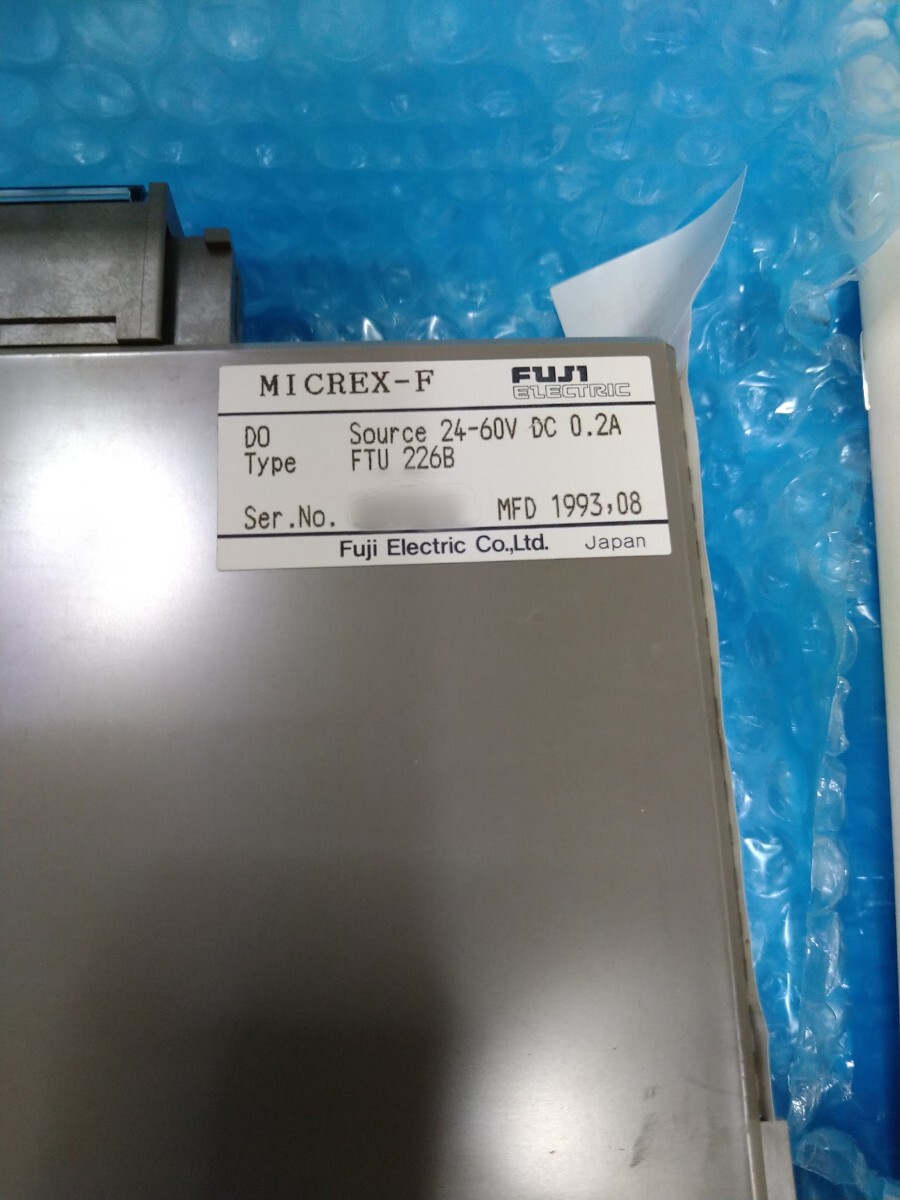 MICREX-F FUJI ELECTRIC
DO Source 24-60V DC 0.2A
Type FTU 226B
Ser.No. MFD 1993,08
Fuji Electric Co.,Ltd. Japan